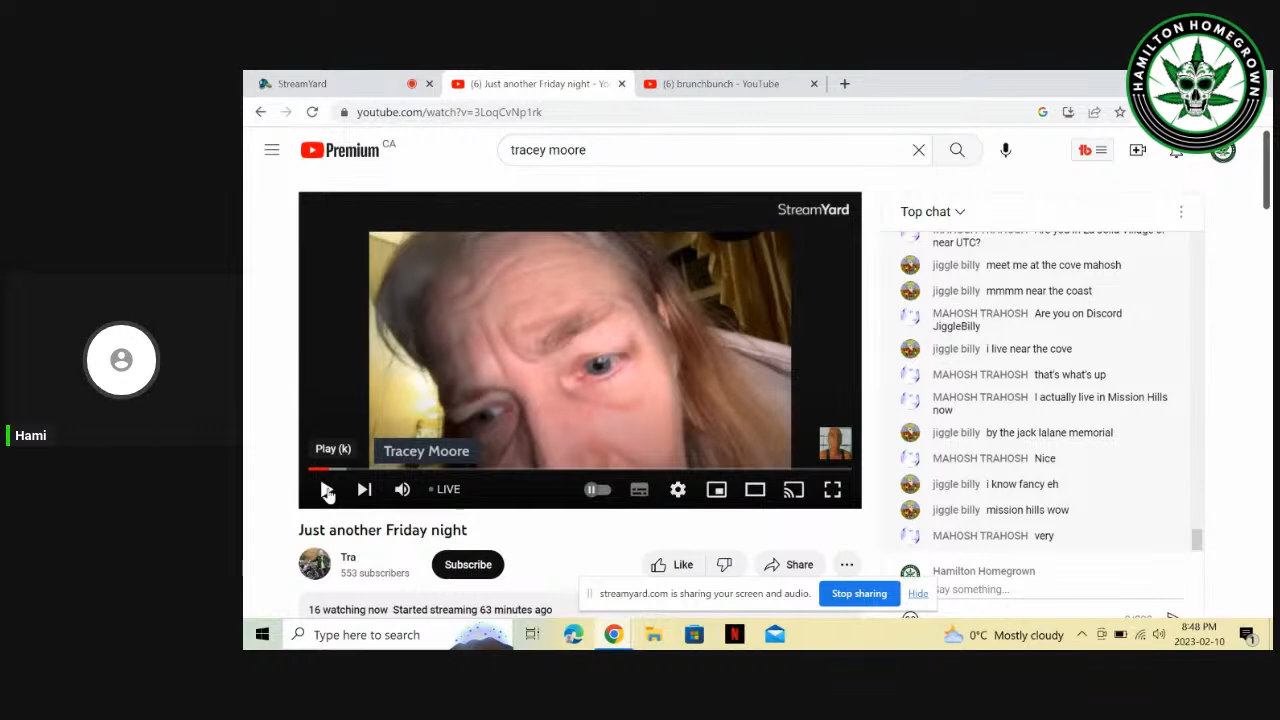 HAMILTON HOMEGROWN
StreamYard
(6) Just another Friday night - Yo
(6) brunchbunch - YouTube
youtube.com/watch?v=3LoqCvNp1rk
Premium CA
tracey moore
StreamYard
Top chat
near UTC?
jiggle billy meet me at the cove mahosh
jiggle billy mmmm near the coast
MAHOSH TRAHOSH Are you on Discord
JiggleBilly
jiggle billy i live near the cove
MAHOSH TRAHOSH that's what's up
MAHOSH TRAHOSH I actually live in Mission Hills
now
jiggle billy by the jack lalane memorial
MAHOSH TRAHOSH Nice
jiggle billy i know fancy eh
jiggle billy mission hills wow
MAHOSH TRAHOSH very
Hami
Play (k)
Tracey Moore
LIVE
Just another Friday night
Tra
553 subscribers
Subscribe
Like
Share
Hamilton Homegrown
Say something...
streamyard.com is sharing your screen and audio.
Stop sharing
Hide
16 watching now Started streaming 63 minutes ago
Type here to search
0°C Mostly cloudy
8:48 PM
2023-02-10